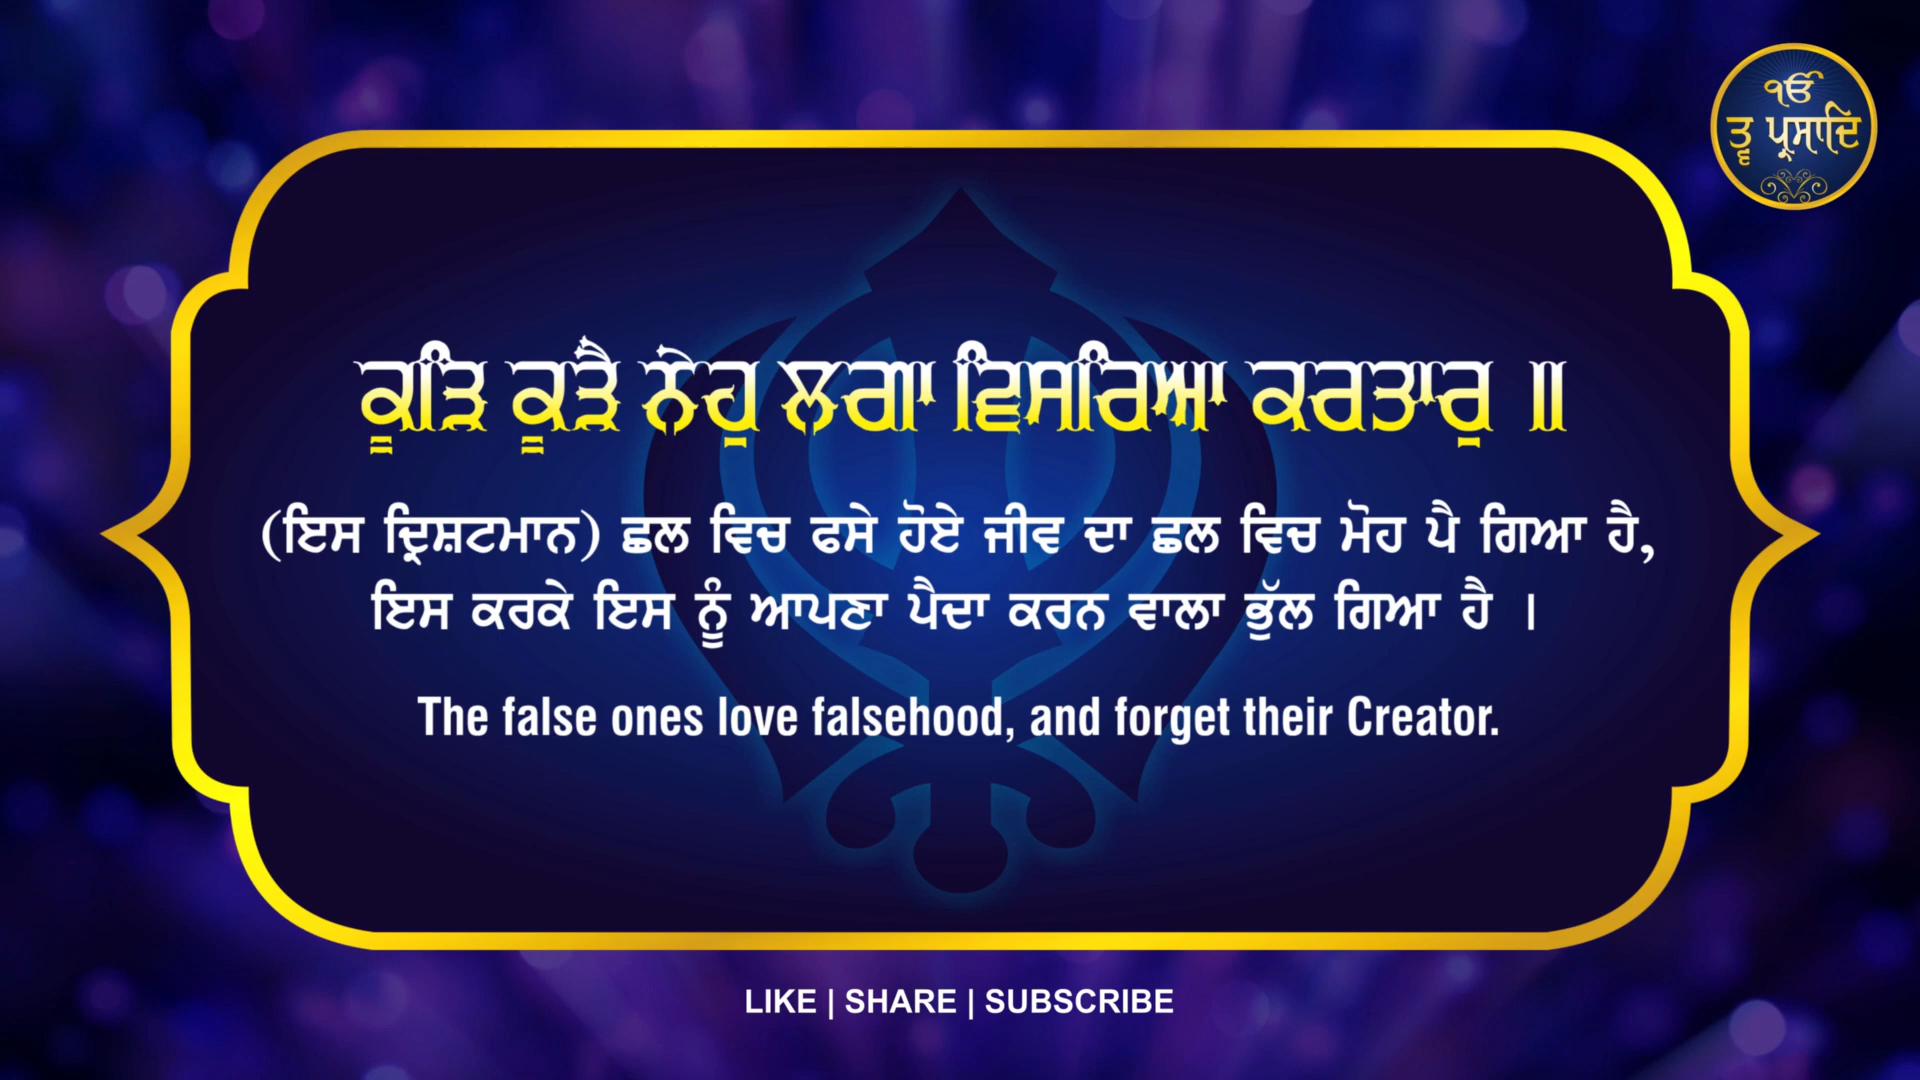 ੴ
ਤ੍ਵ ਪ੍ਰਸਾਦਿ
ਕੂੜਿ ਕੂੜੈ ਨੇਹੁ ਲਗਾ ਵਿਸਰਿਆ ਕਰਤਾਰੁ ॥
(ਇਸ ਦ੍ਰਿਸ਼ਟਮਾਨ) ਛਲ ਵਿਚ ਫਸੇ ਹੋਏ ਜੀਵ ਦਾ ਛਲ ਵਿਚ ਮੋਹ ਪੈ ਗਿਆ ਹੈ,
ਇਸ ਕਰਕੇ ਇਸ ਨੂੰ ਆਪਣਾ ਪੈਦਾ ਕਰਨ ਵਾਲਾ ਭੁੱਲ ਗਿਆ ਹੈ ।
The false ones love falsehood, and forget their Creator.
LIKE | SHARE | SUBSCRIBE